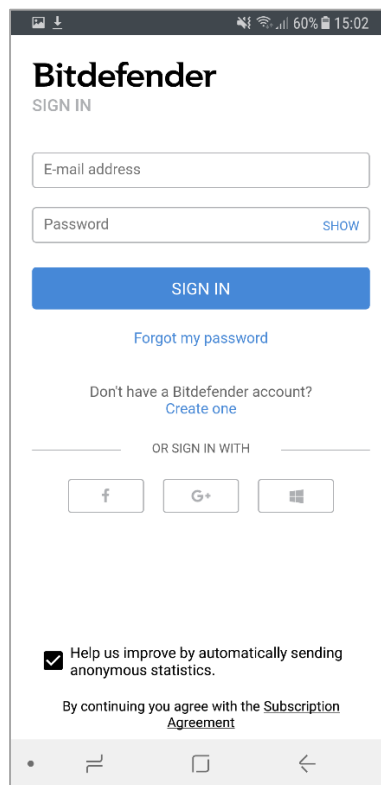 60% 15:02
Bitdefender
SIGN IN
E-mail address
Password SHOW
SIGN IN
Forgot my password
Don't have a Bitdefender account?
Create one
OR SIGN IN WITH
f G+
Help us improve by automatically sending
anonymous statistics.
By continuing you agree with the Subscription
Agreement